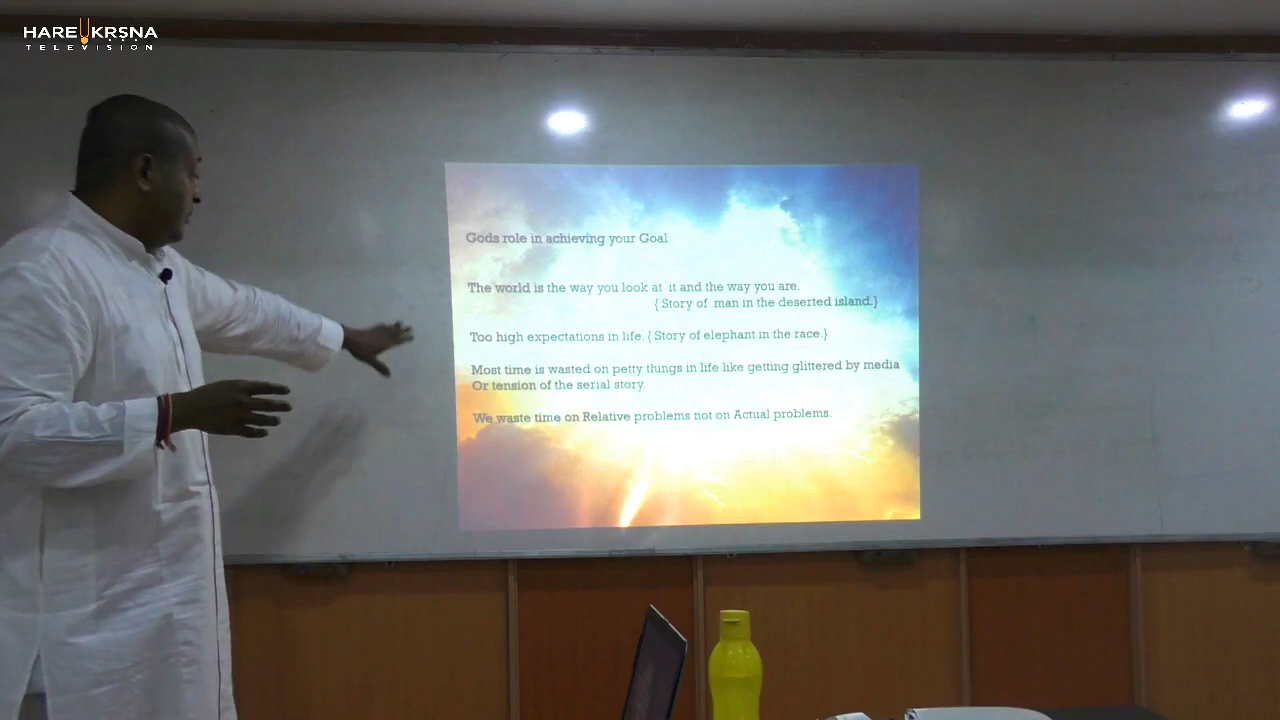 HARE KRSNA
TELEVISION
Gods role in achieving your Goal
The world is the way you look at it and the way you are.
{ Story of man in the deserted island.}
Too high expectations in life. { Story of elephant in the race.}
Most time is wasted on petty things in life like getting glittered by media
Or tension of the serial story.
We waste time on Relative problems not on Actual problems.